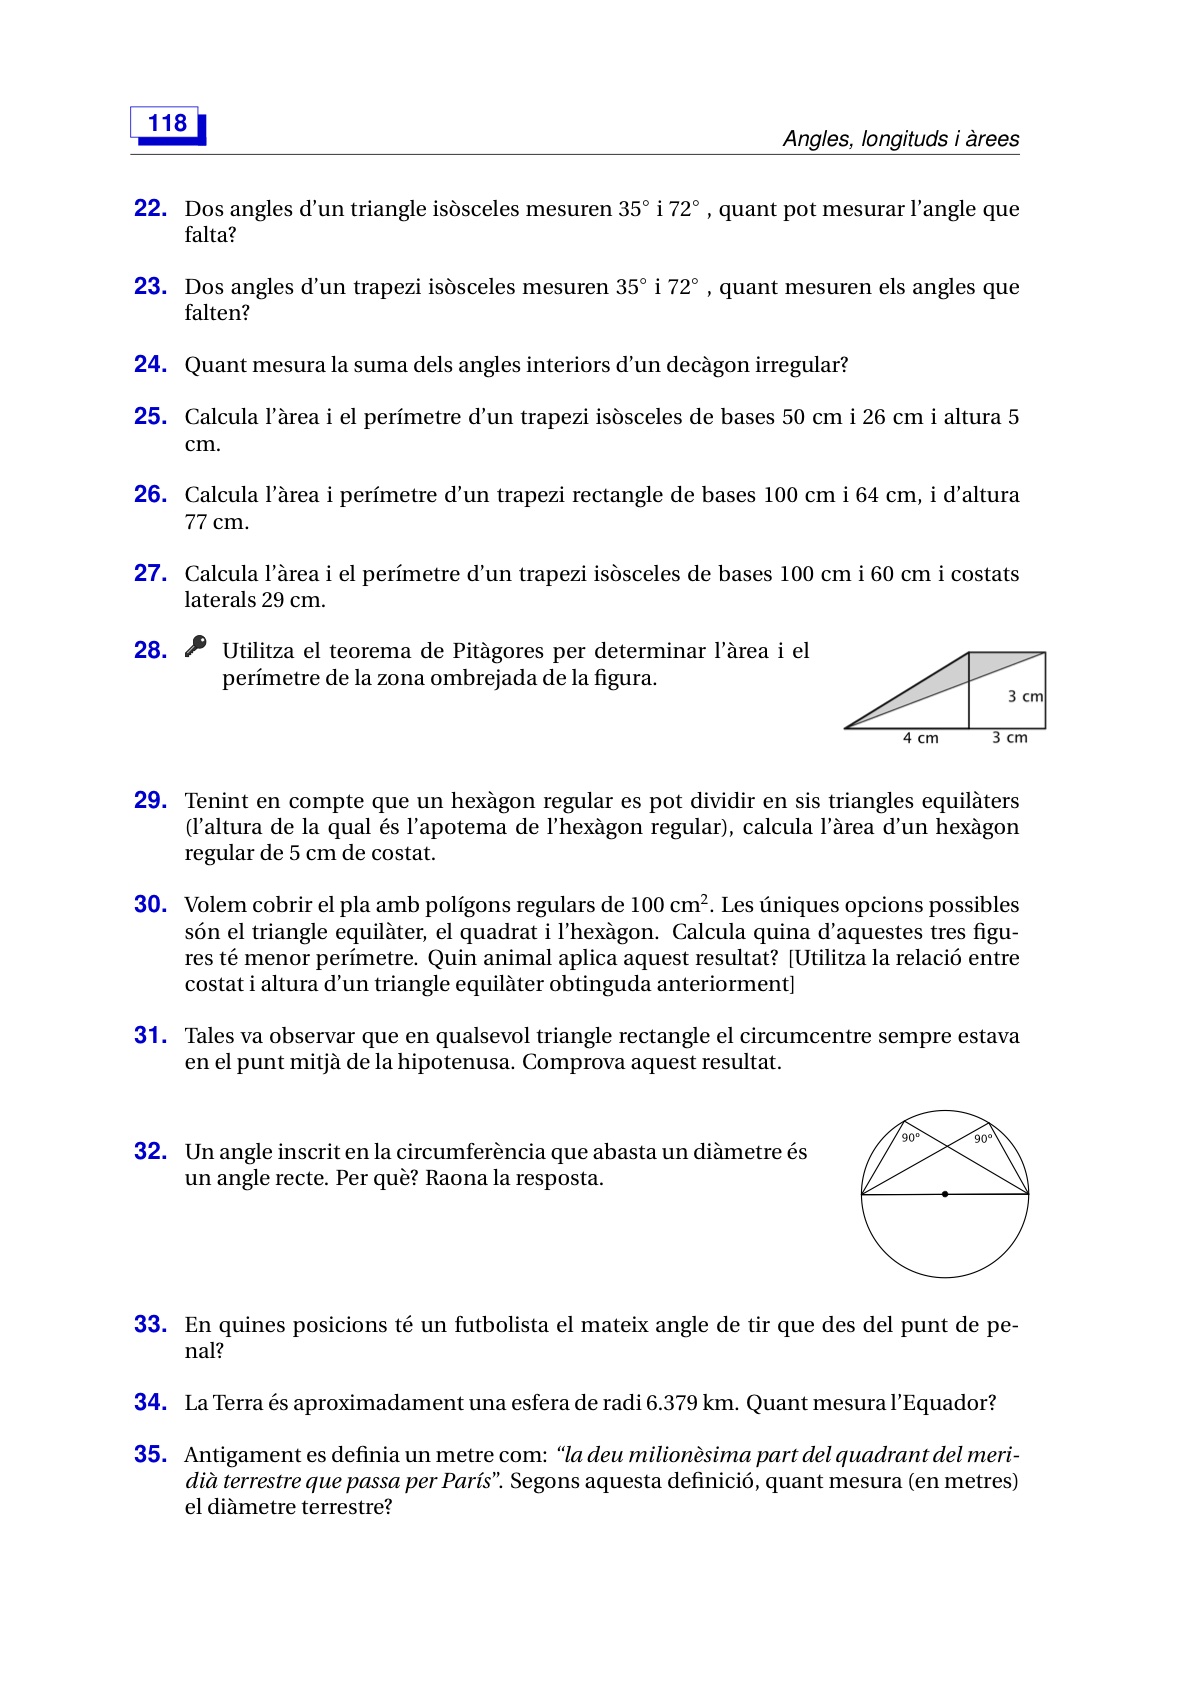 118
Angles, longituds i àrees
22. Dos angles d’un triangle isòsceles mesuren 35° i 72° , quant pot mesurar l’angle que
falta?
23. Dos angles d’un trapezi isòsceles mesuren 35° i 72° , quant mesuren els angles que
falten?
24. Quant mesura la suma dels angles interiors d’un decàgon irregular?
25. Calcula l’àrea i el perímetre d’un trapezi isòsceles de bases 50 cm i 26 cm i altura 5
cm.
26. Calcula l’àrea i perímetre d’un trapezi rectangle de bases 100 cm i 64 cm, i d’altura
77 cm.
27. Calcula l’àrea i el perímetre d’un trapezi isòsceles de bases 100 cm i 60 cm i costats
laterals 29 cm.
28. Utilitza el teorema de Pitàgores per determinar l’àrea i el
perímetre de la zona ombrejada de la figura.
3 cm
4 cm 3 cm
29. Tenint en compte que un hexàgon regular es pot dividir en sis triangles equilàters
(l’altura de la qual és l’apotema de l’hexàgon regular), calcula l’àrea d’un hexàgon
regular de 5 cm de costat.
30. Volem cobrir el pla amb polígons regulars de 100 cm². Les úniques opcions possibles
són el triangle equilàter, el quadrat i l’hexàgon. Calcula quina d’aquestes tres figu-
res té menor perímetre. Quin animal aplica aquest resultat? [Utilitza la relació entre
costat i altura d’un triangle equilàter obtinguda anteriorment]
31. Tales va observar que en qualsevol triangle rectangle el circumcentre sempre estava
en el punt mitjà de la hipotenusa. Comprova aquest resultat.
90º 90º
32. Un angle inscrit en la circumferència que abasta un diàmetre és
un angle recte. Per què? Raona la resposta.
33. En quines posicions té un futbolista el mateix angle de tir que des del punt de pe-
nal?
34. La Terra és aproximadament una esfera de radi 6.379 km. Quant mesura l’Equador?
35. Antigament es definia un metre com: “la deu milionèsima part del quadrant del meri-
dià terrestre que passa per París”. Segons aquesta definició, quant mesura (en metres)
el diàmetre terrestre?